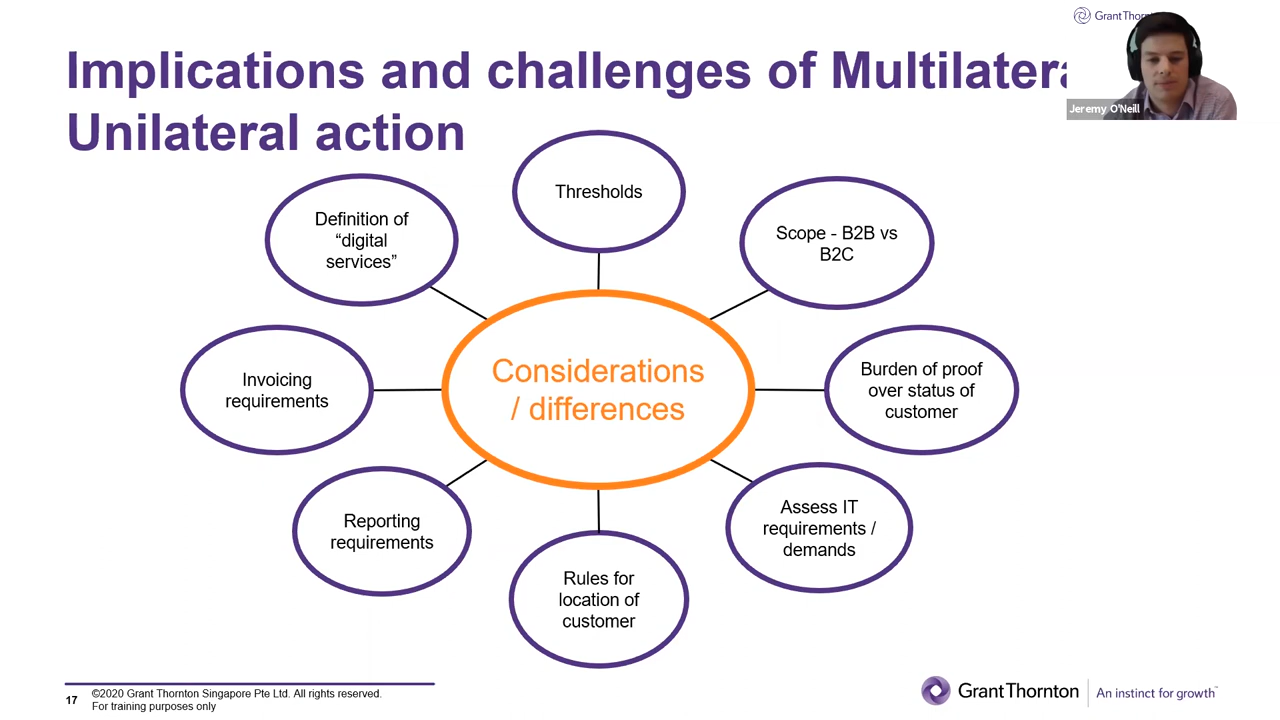 Grant Thor
Implications and challenges of Multilatera
Unilateral action
Jeremy O'Neill
Thresholds
Definition of
“digital
services”
Scope - B2B vs
B2C
Considerations
/ differences
Invoicing
requirements
Burden of proof
over status of
customer
Reporting
requirements
Assess IT
requirements /
demands
Rules for
location of
customer
17
©2020 Grant Thornton Singapore Pte Ltd. All rights reserved.
For training purposes only
Grant Thornton
An instinct for growth™